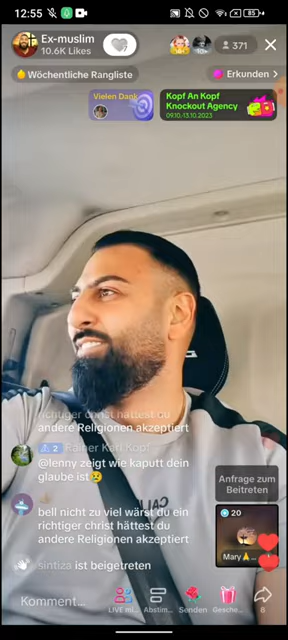 12:55
85+
Ex-muslim
10.6K Likes
371
Wöchentliche Rangliste
Erkunden >
Vielen Dank
Kopf An Kopf
Knockout Agency
09.10.-13.10.2023
richtiger christ hättest du
andere Religionen akzeptiert
2 Rainer Karl Kopf
@lenny zeigt wie kaputt dein
glaube ist😢
bell nicht zu viel wärst du ein
richtiger christ hättest du
andere Religionen akzeptiert
sintiza ist beigetreten
Anfrage zum
Beitreten
20
Mary🙏...
Komment...
LIVE mi...
Abstim...
Senden
Gesche...
8